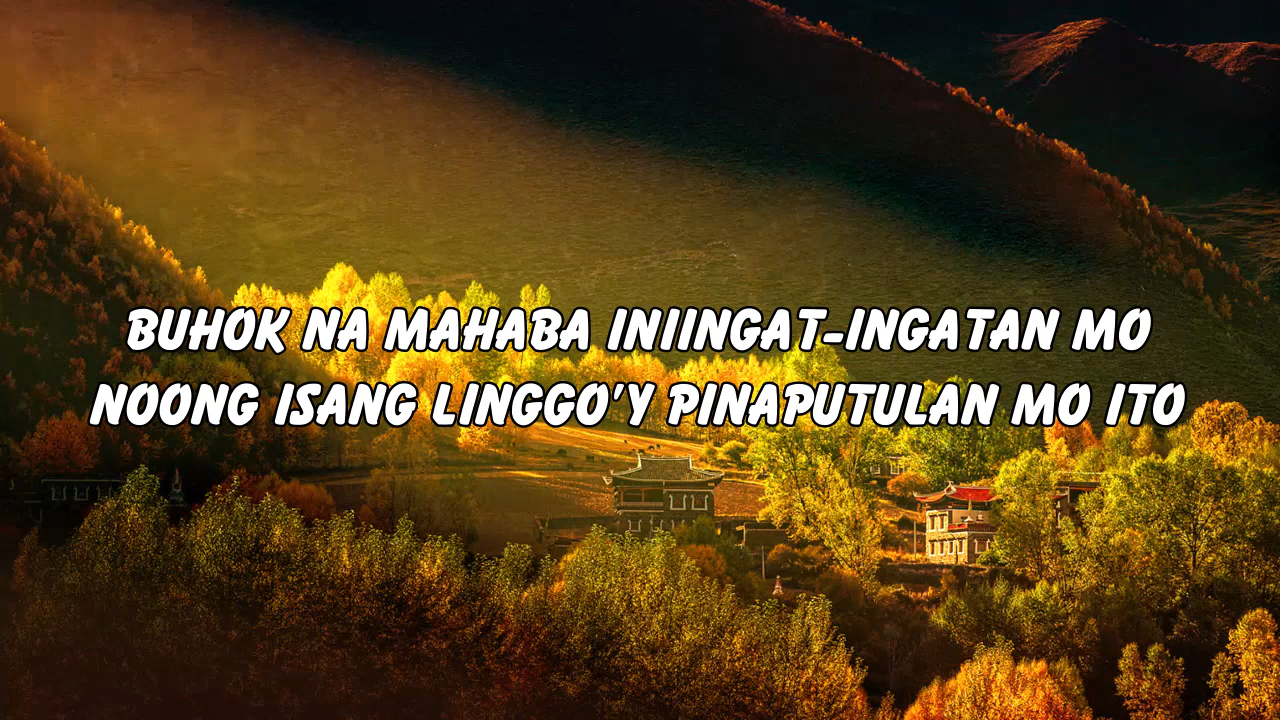 BUHOK NA MAHABA INIINGAT-INGATAN MO
NOONG ISANG LINGGO'Y PINAPUTULAN MO ITO